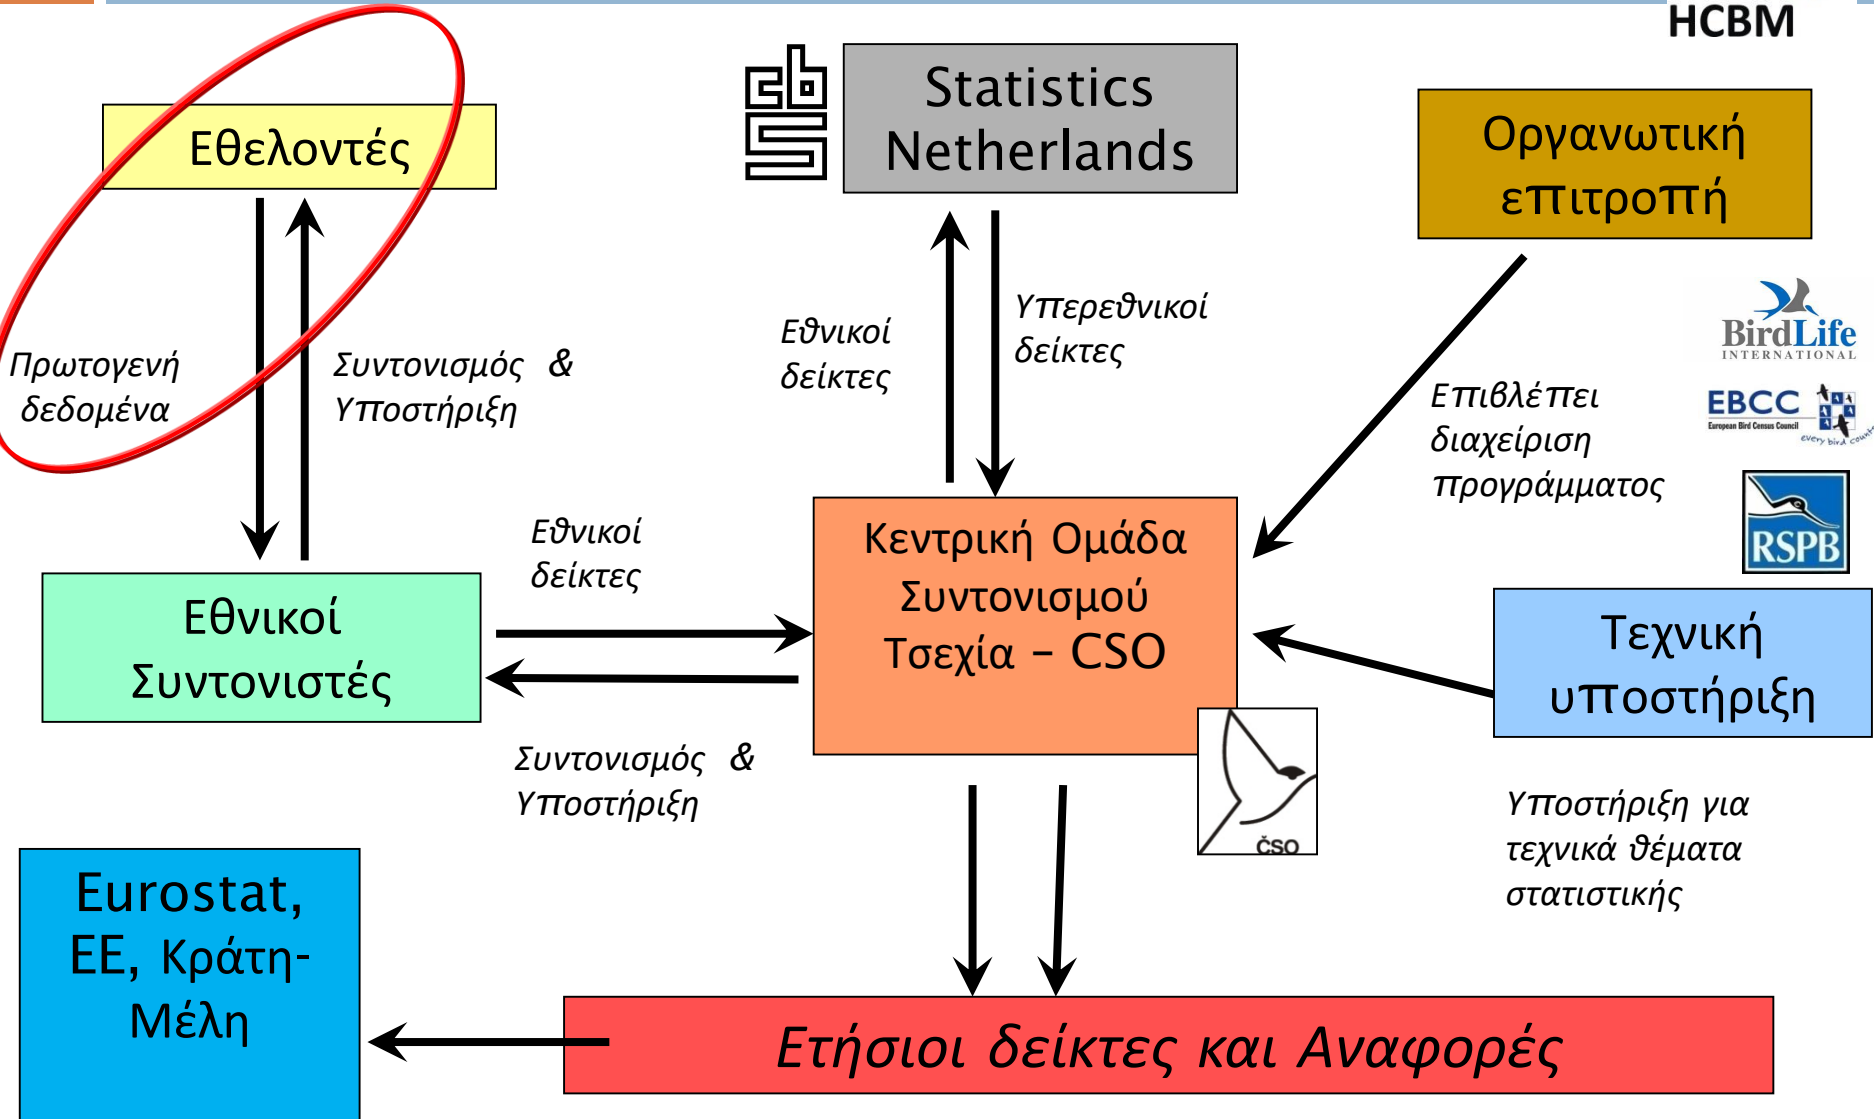 HCBM
Εθελοντές
cbs
Statistics
Netherlands
Οργανωτική
επιτροπή
Πρωτογενή
δεδομένα
Συντονισμός &
Υποστήριξη
Εθνικοί
δείκτες
Υπερεθνικοί
δείκτες
Επιβλέπει
διαχείριση
προγράμματος
BirdLife
INTERNATIONAL
EBCC
European Bird Census Council
every bird counts
RSPB
Εθνικοί
Συντονιστές
Εθνικοί
δείκτες
Συντονισμός &
Υποστήριξη
Κεντρική Ομάδα
Συντονισμού
Τσεχία – CSO
ČSO
Τεχνική
υποστήριξη
Υποστήριξη για
τεχνικά θέματα
στατιστικής
Eurostat,
ΕΕ, Κράτη-
Μέλη
Ετήσιοι δείκτες και Αναφορές